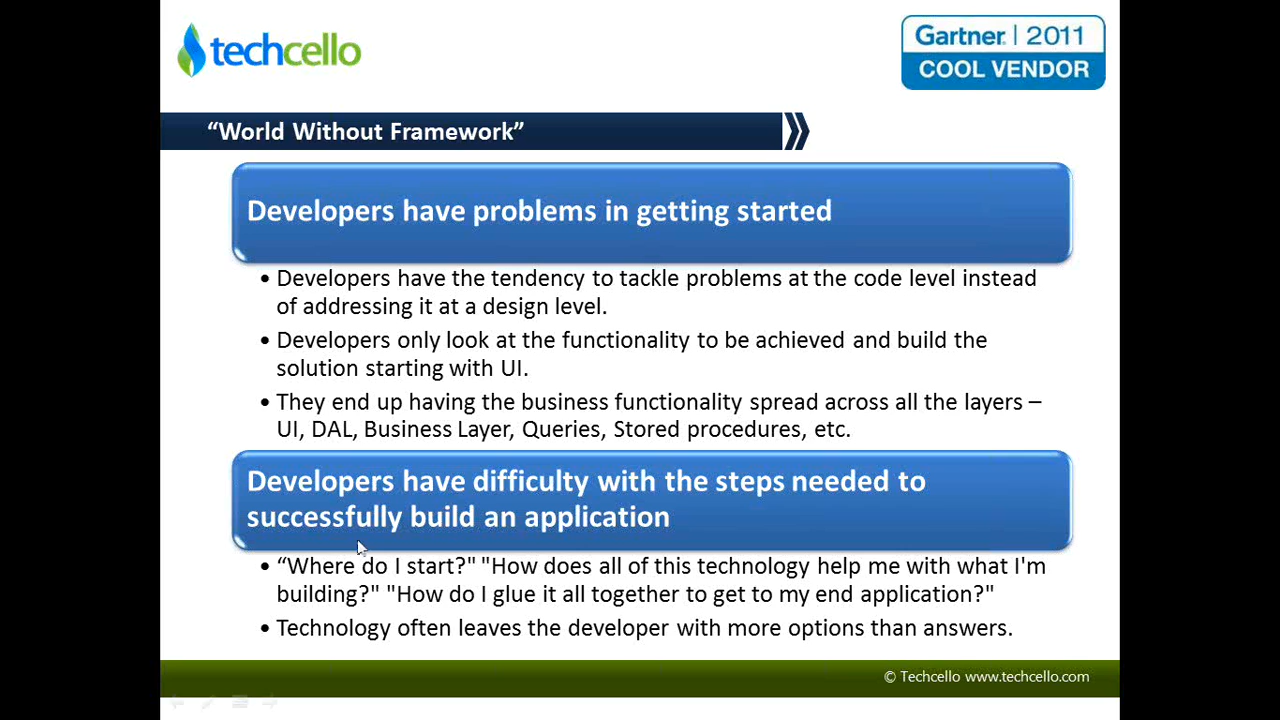 techcello
Gartner. | 2011
COOL VENDOR
“World Without Framework”
Developers have problems in getting started
• Developers have the tendency to tackle problems at the code level instead
of addressing it at a design level.
• Developers only look at the functionality to be achieved and build the
solution starting with UI.
• They end up having the business functionality spread across all the layers –
UI, DAL, Business Layer, Queries, Stored procedures, etc.
Developers have difficulty with the steps needed to
successfully build an application
• “Where do I start?" "How does all of this technology help me with what I'm
building?" "How do I glue it all together to get to my end application?"
• Technology often leaves the developer with more options than answers.
© Techcello www.techcello.com